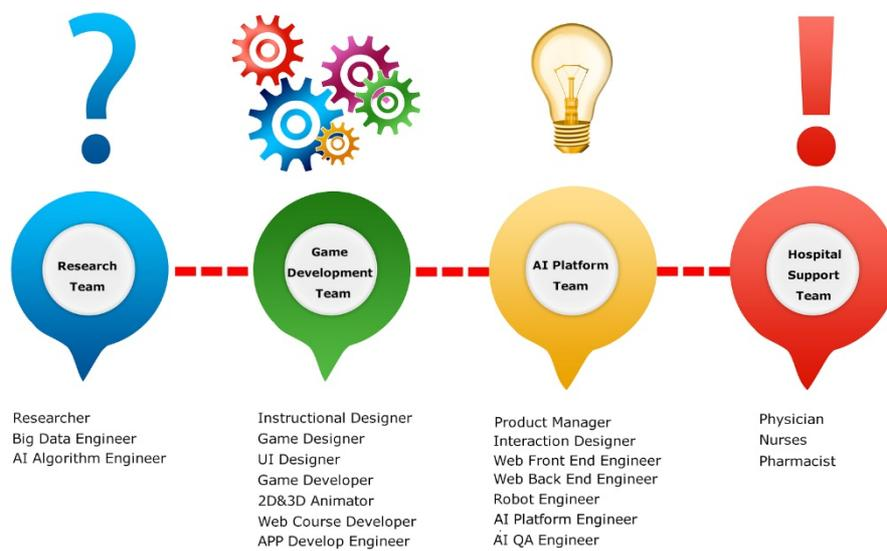 Research
Team
Game
Development
Team
AI Platform
Team
Hospital
Support
Team
Researcher
Big Data Engineer
AI Algorithm Engineer
Instructional Designer
Game Designer
UI Designer
Game Developer
2D&3D Animator
Web Course Developer
APP Develop Engineer
Product Manager
Interaction Designer
Web Front End Engineer
Web Back End Engineer
Robot Engineer
AI Platform Engineer
AI QA Engineer
Physician
Nurses
Pharmacist